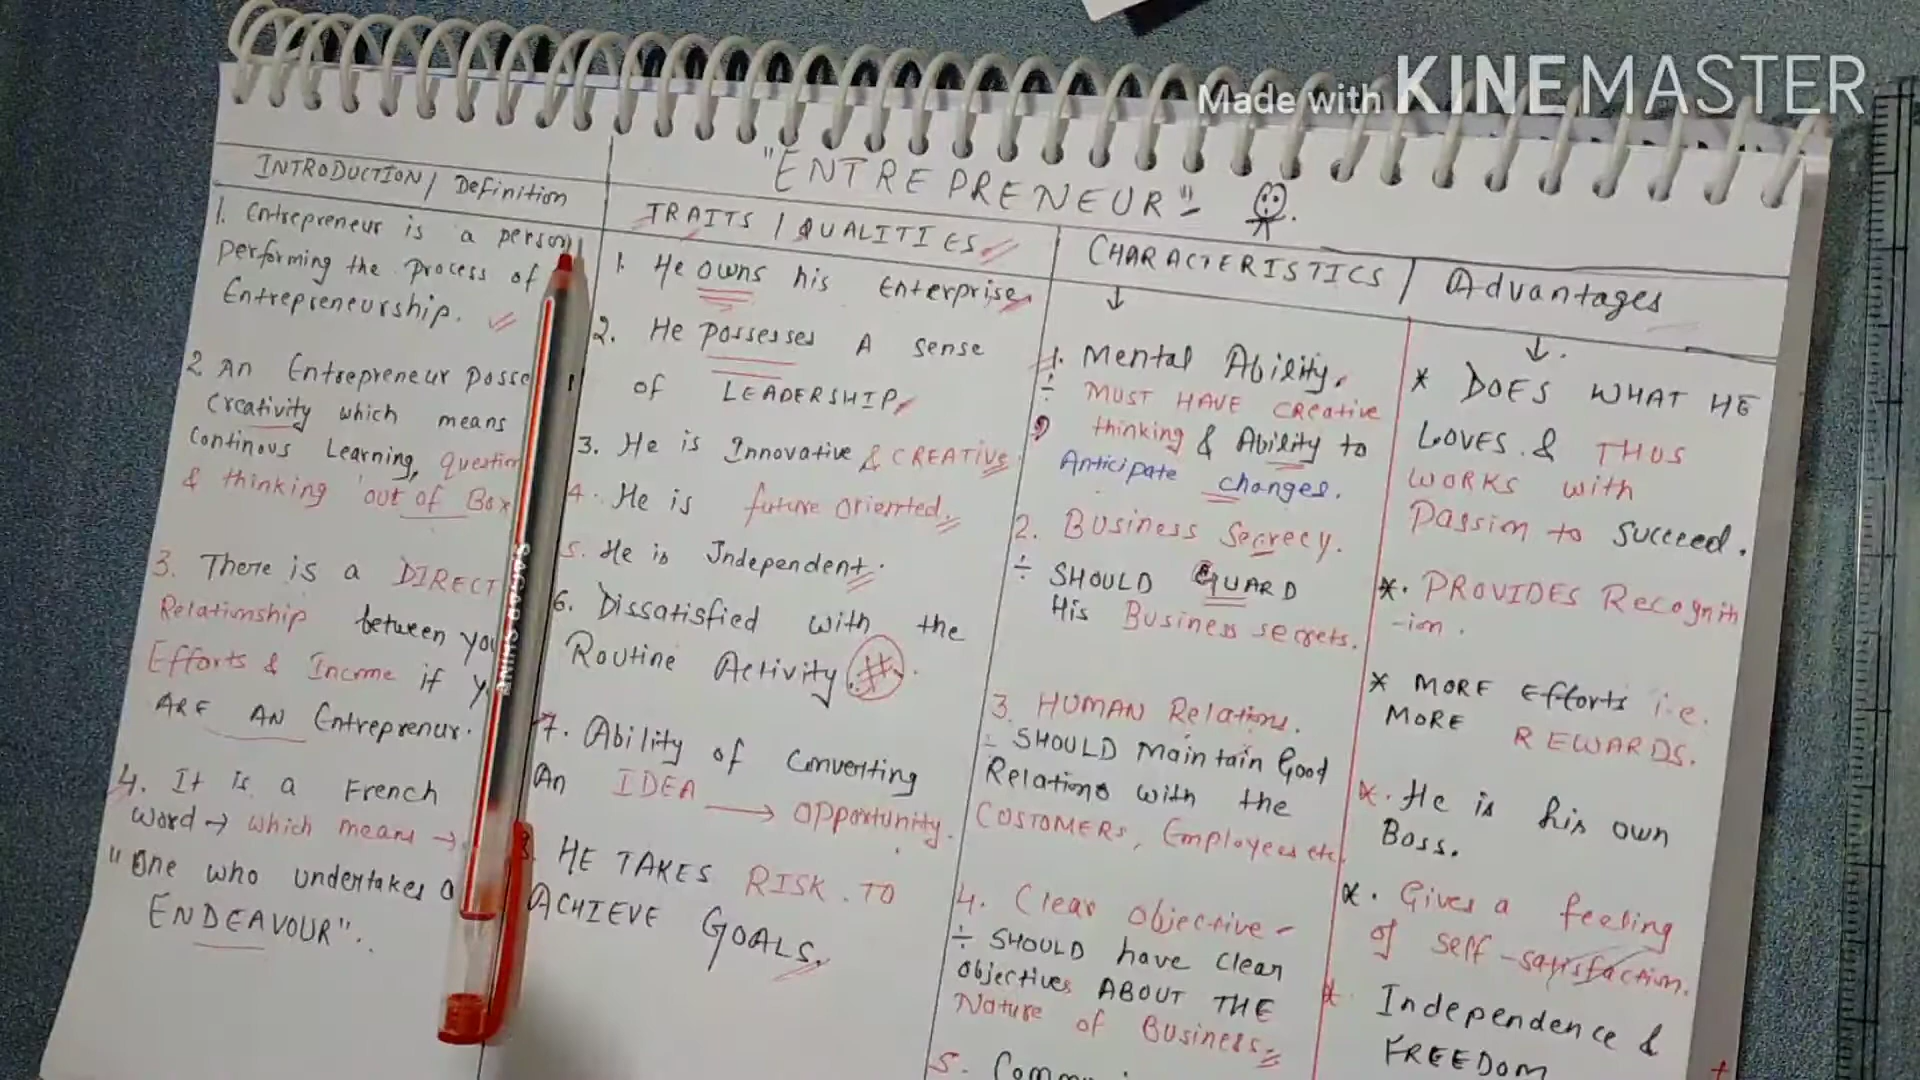 Made with KINEMASTER
"ENTREPRENEUR"
INTRODUCTION / Definition
1. Entrepreneur is a person
performing the process of
Entrepreneurship.
2 An Entrepreneur posse
Creativity which means
Continous Learning, question
& thinking 'out of Box
3. There is a DIRECT
Relationship between you
Efforts & Income if y
ARE AN Entreprenur.
4. It is a French
word → which means →
"One who undertakes a
ENDEAVOUR".
TRAITS / QUALITIES
1. He owns his Enterprise
2. He possesses A sense
of LEADERSHIP
3. He is Innovative & CREATIVE
4. He is future oriented.
5. He is Independent.
6. Dissatisfied with the
Routine Activity #.
7. Ability of converting
An IDEA → opportunity.
8. HE TAKES RISK TO
ACHIEVE GOALS.
CHARACTERISTICS / Advantages
↓
1. Mental Ability.
÷ MUST HAVE Creative
thinking & Ability to
Anticipate changes.
2. Business Secrecy.
÷ SHOULD GUARD
His Business secrets.
3. HUMAN Relations.
÷ SHOULD maintain Good
Relations with the
CUSTOMERS, Employees etc.
4. Clear objective -
÷ SHOULD have clear
objectives ABOUT THE
Nature of Business
5.
↓.
* DOES WHAT HE
LOVES & THUS
WORKS with
Passion to succeed.
*. PROVIDES Recognit
-ion.
* MORE Efforts i.e.
MORE REWARDS.
*. He is his own
Boss.
*. Gives a feeling
of self-satisfaction.
* Independence &
FREEDOM